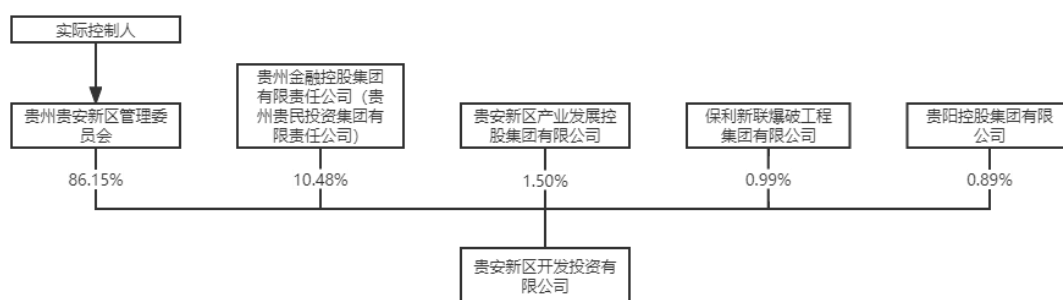 实际控制人
贵州贵安新区管理委
员会
贵州金融控股集团
有限责任公司（贵
州贵民投资集团有
限责任公司）
贵安新区产业发展控
股集团有限公司
保利新联爆破工程
集团有限公司
贵阳控股集团有限
公司
86.15%
10.48%
1.50%
0.99%
0.89%
贵安新区开发投资有
限公司